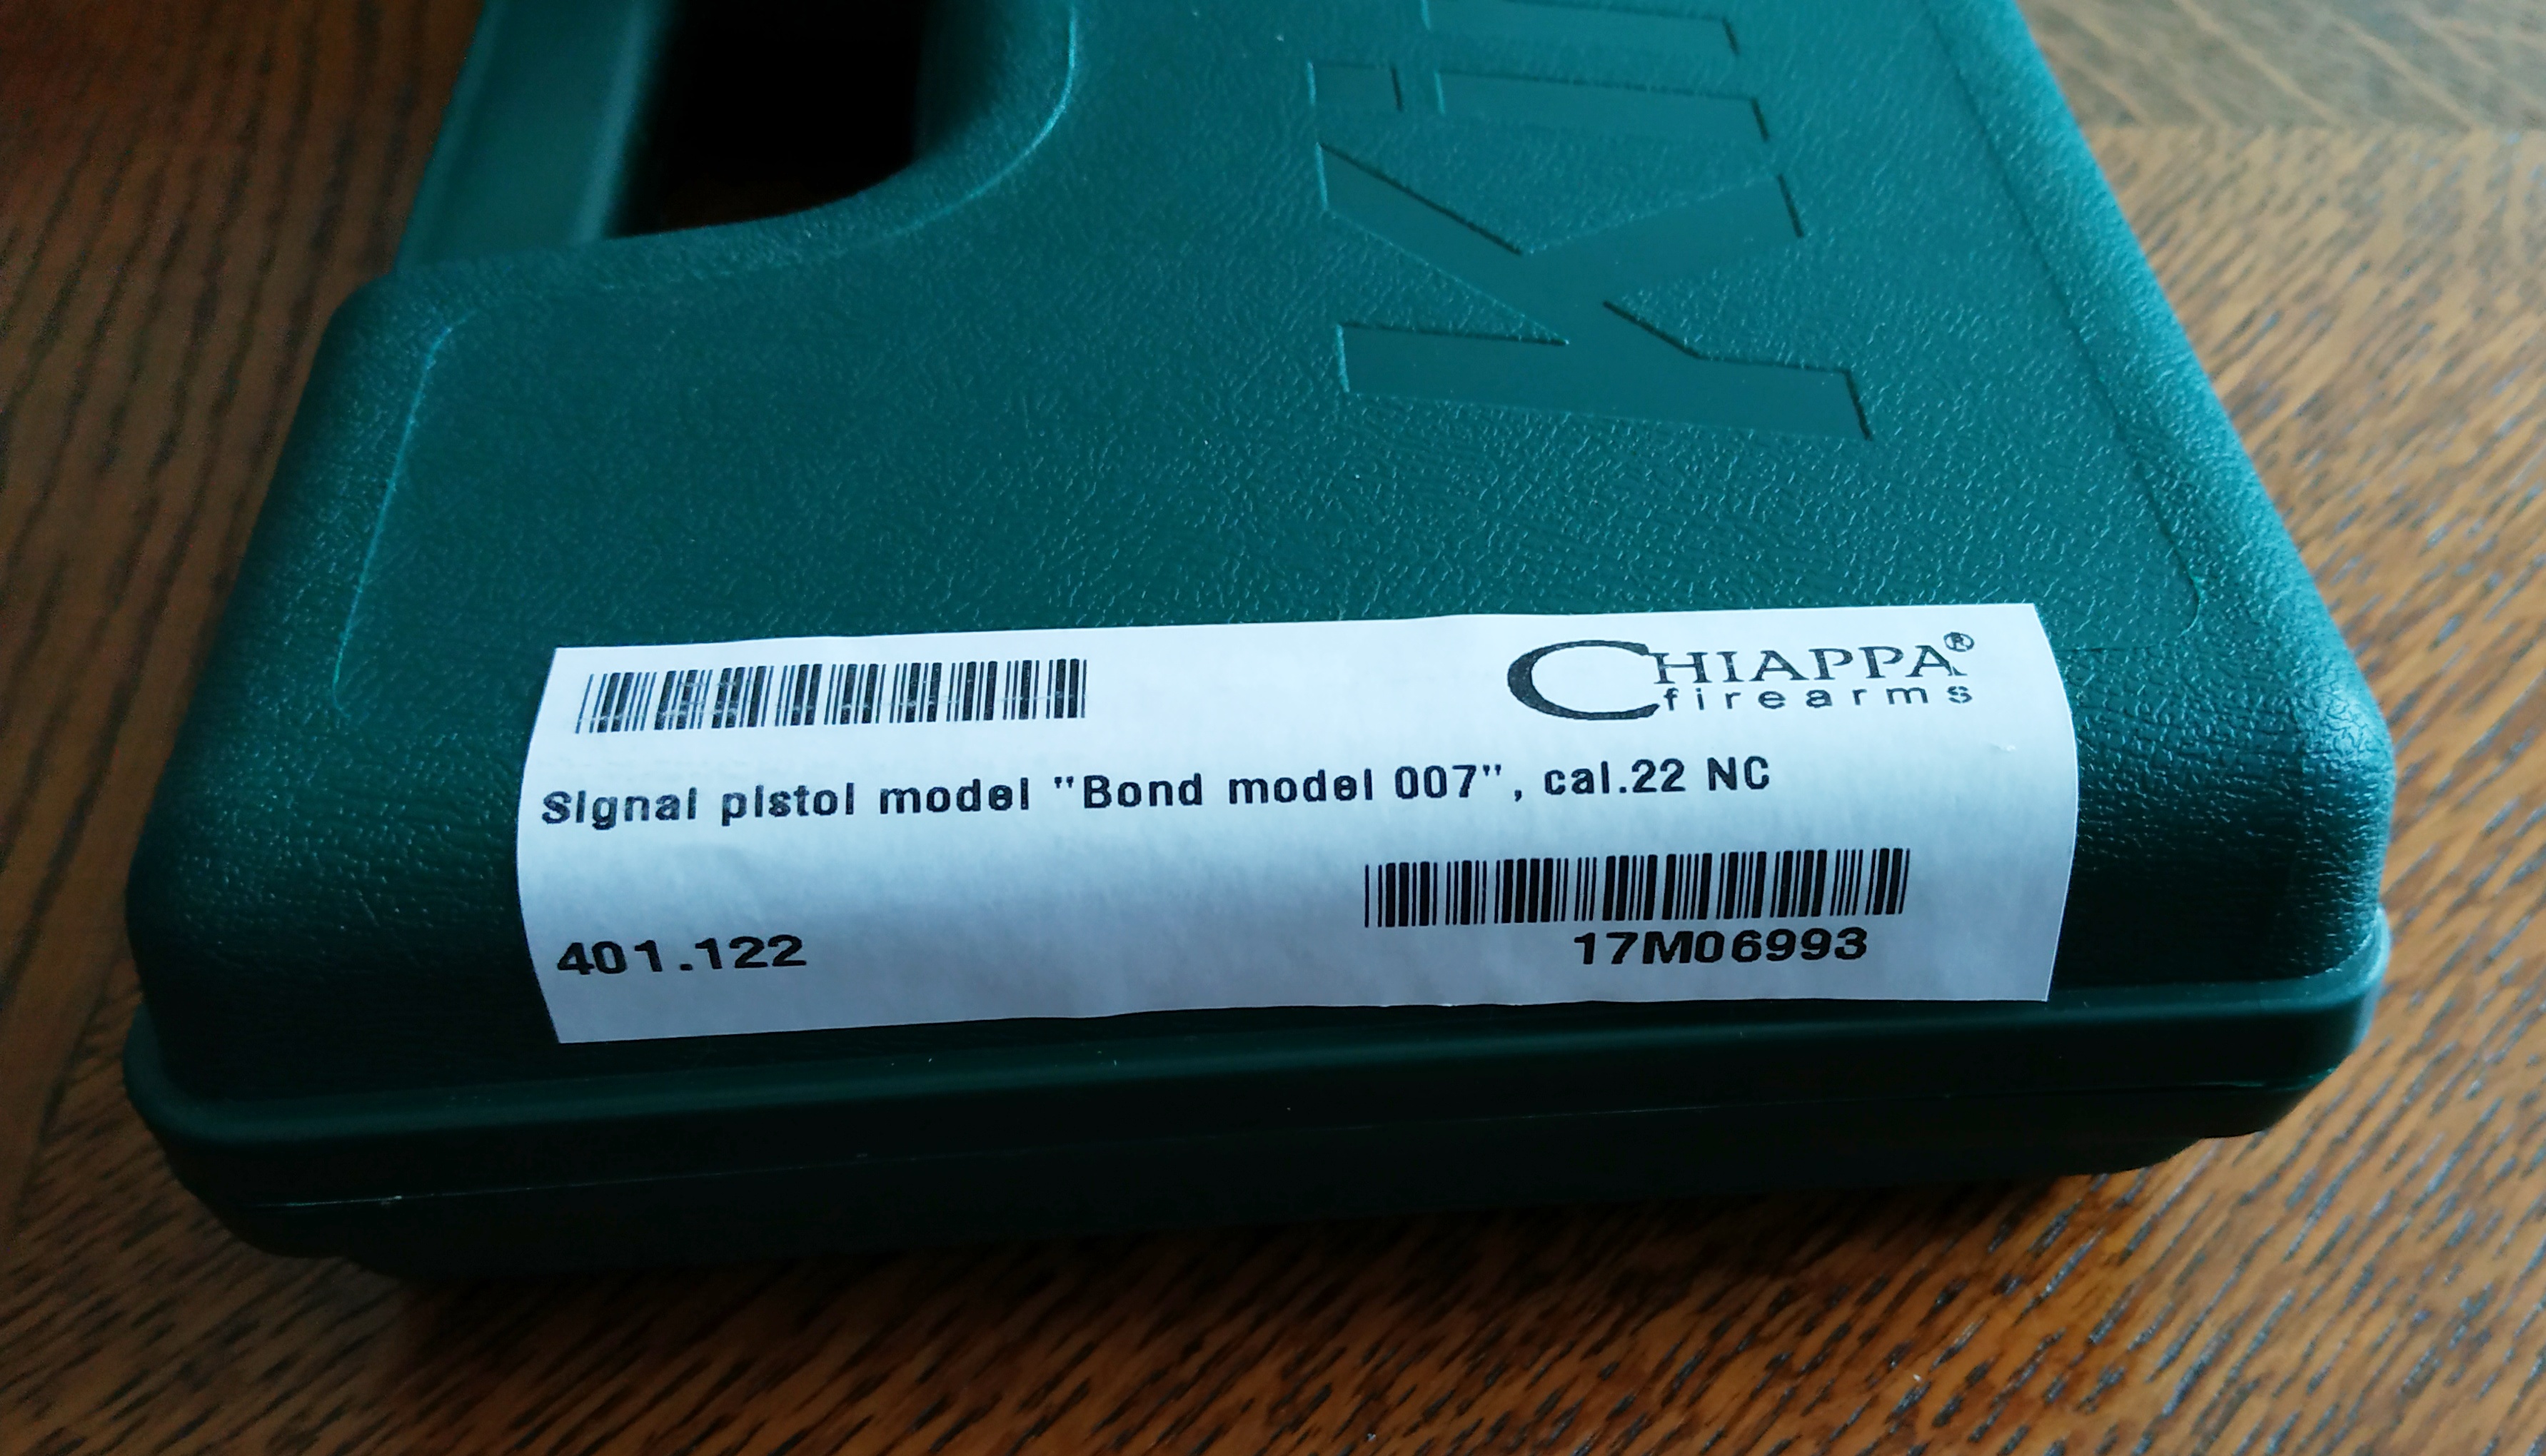 CHIAPPA®
firearms
Signal pistol model "Bond model 007", cal.22 NC
401.122
17M06993